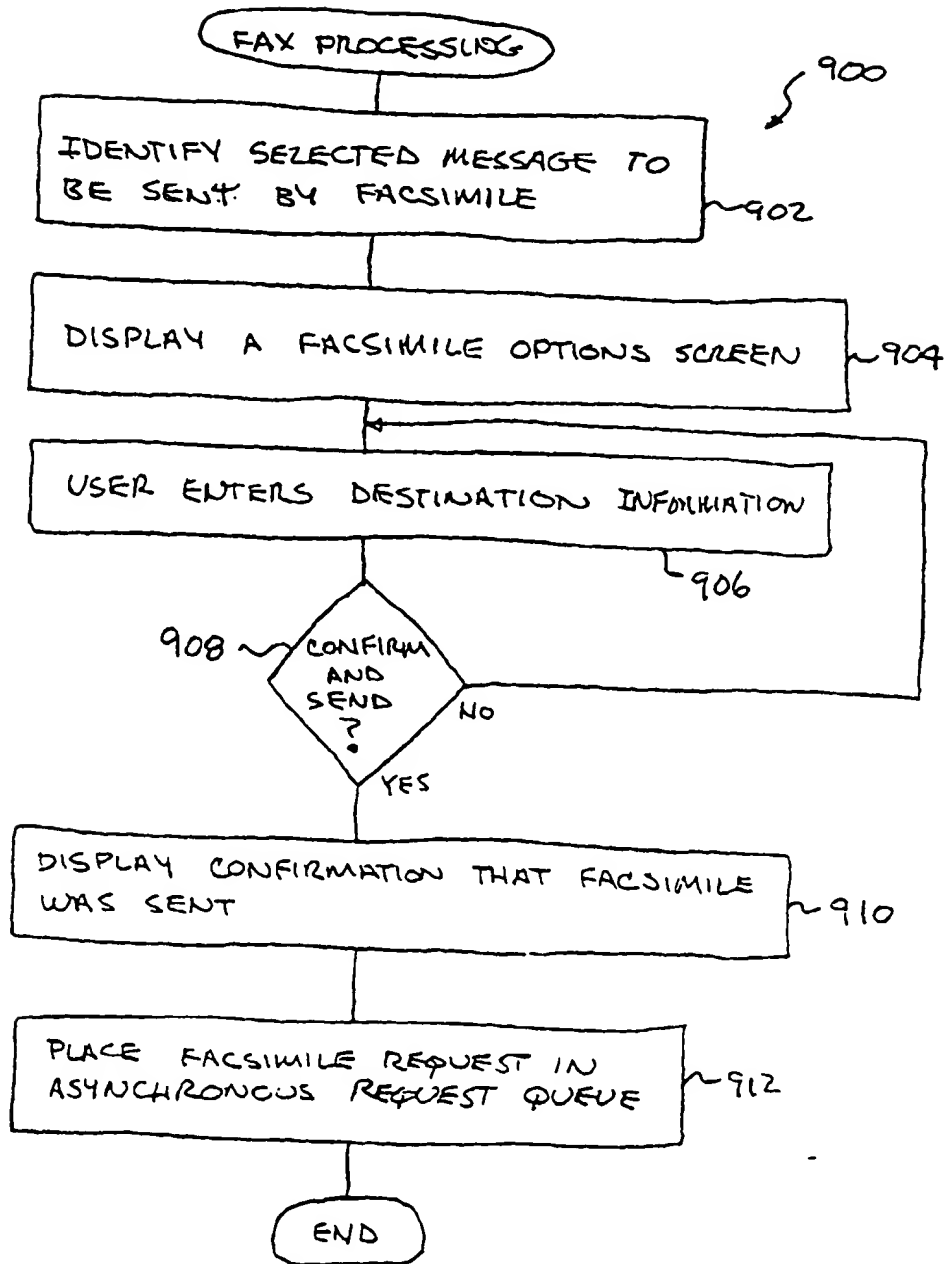 FAX PROCESSING
900
IDENTIFY SELECTED MESSAGE TO
BE SENT BY FACSIMILE
902
DISPLAY A FACSIMILE OPTIONS SCREEN
904
USER ENTERS DESTINATION INFORMATION
906
908
CONFIRM
AND
SEND
?
NO
YES
DISPLAY CONFIRMATION THAT FACSIMILE
WAS SENT
910
PLACE FACSIMILE REQUEST IN
ASYNCHRONOUS REQUEST QUEUE
912
END